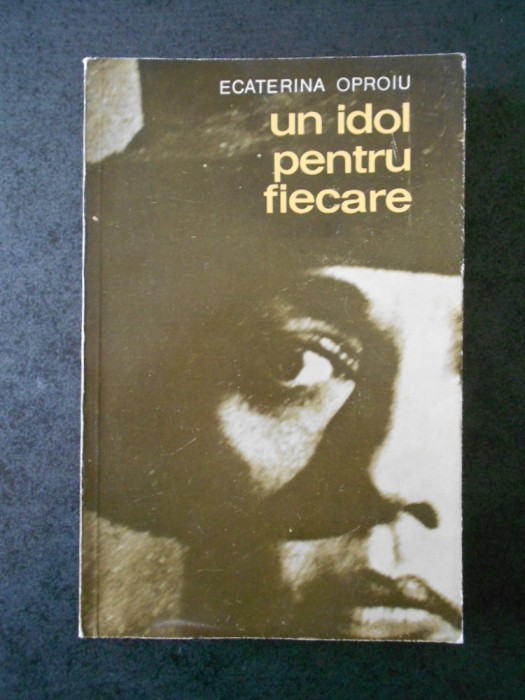 ECATERINA OPROIU
un idol
pentru
fiecare